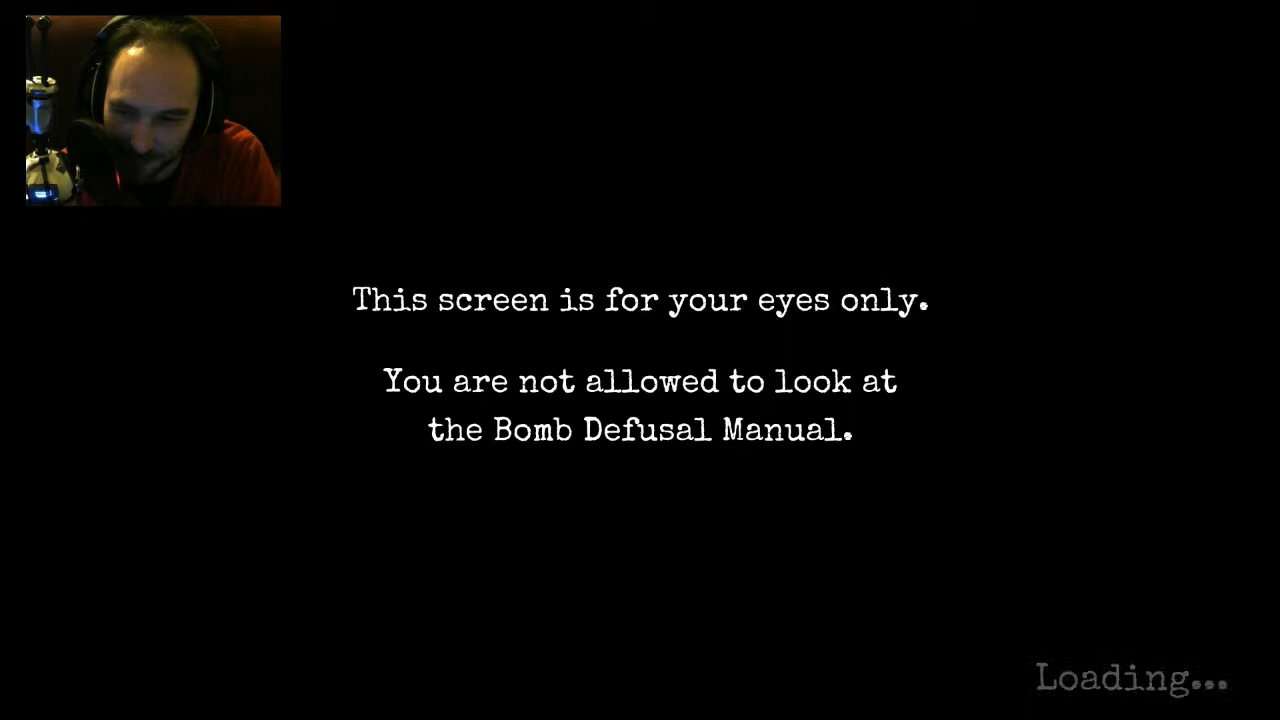 This screen is for your eyes only.
You are not allowed to look at
the Bomb Defusal Manual.
Loading...